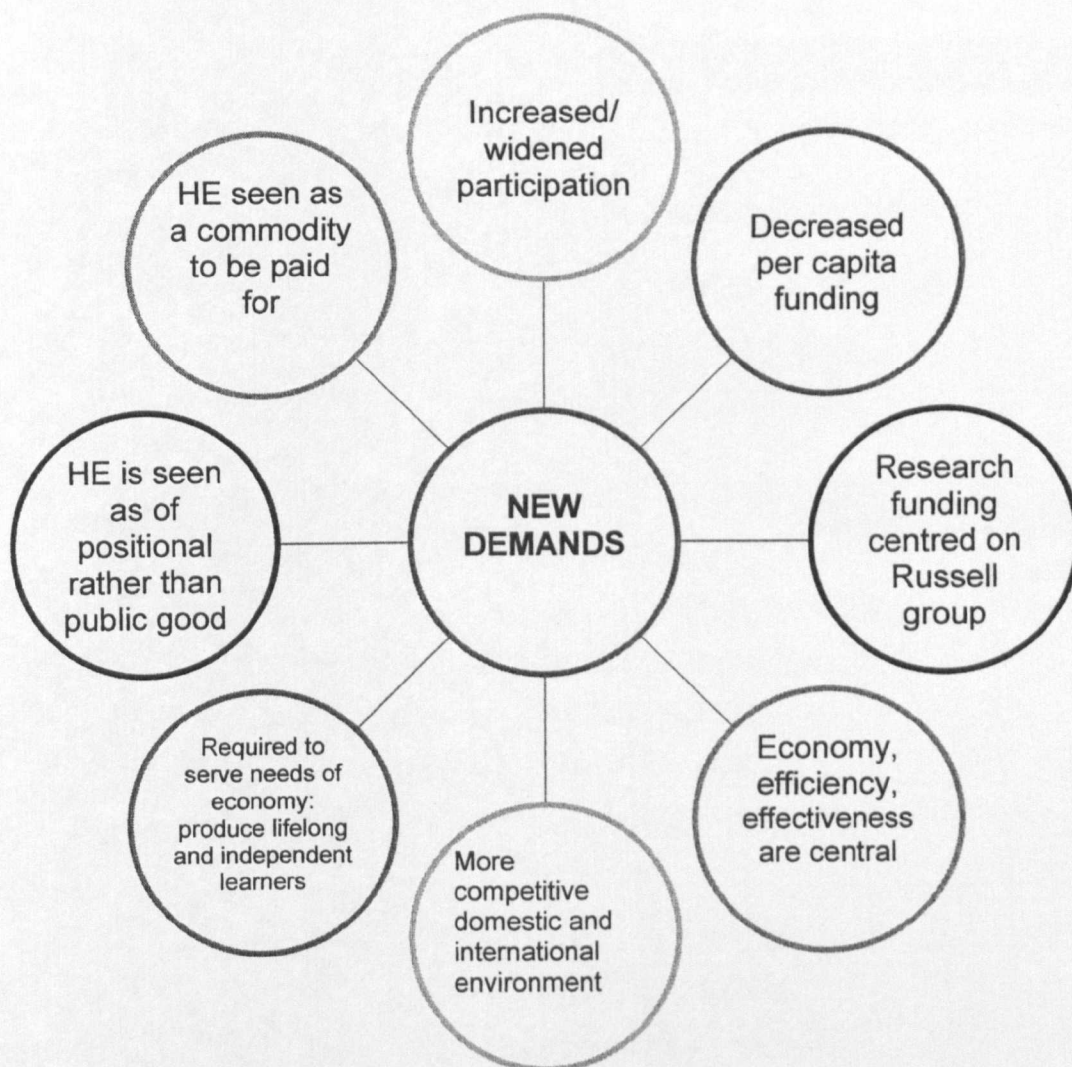 Increased/
widened
participation
Decreased
per capita
funding
Research
funding
centred on
Russell
group
Economy,
efficiency,
effectiveness
are central
More
competitive
domestic and
international
environment
Required to
serve needs of
economy:
produce lifelong
and independent
learners
HE is seen
as of
positional
rather than
public good
HE seen as
a commodity
to be paid
for
NEW
DEMANDS